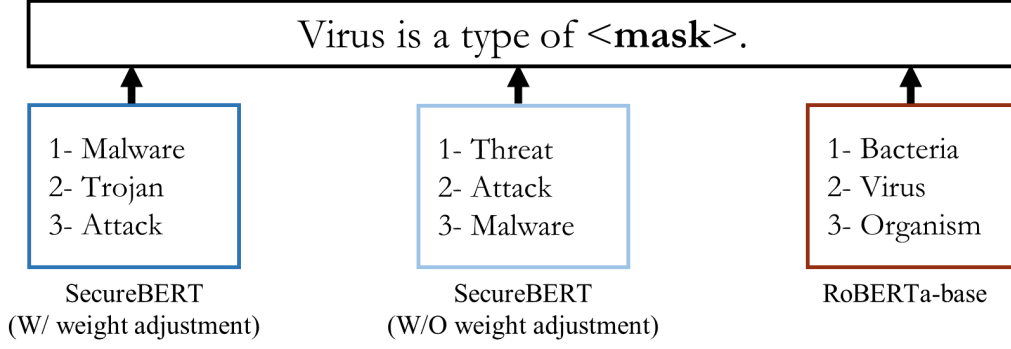 Virus is a type of <mask>.
1- Malware
2- Trojan
3- Attack
1- Threat
2- Attack
3- Malware
1- Bacteria
2- Virus
3- Organism
SecureBERT
(W/ weight adjustment)
SecureBERT
(W/O weight adjustment)
RoBERTa-base